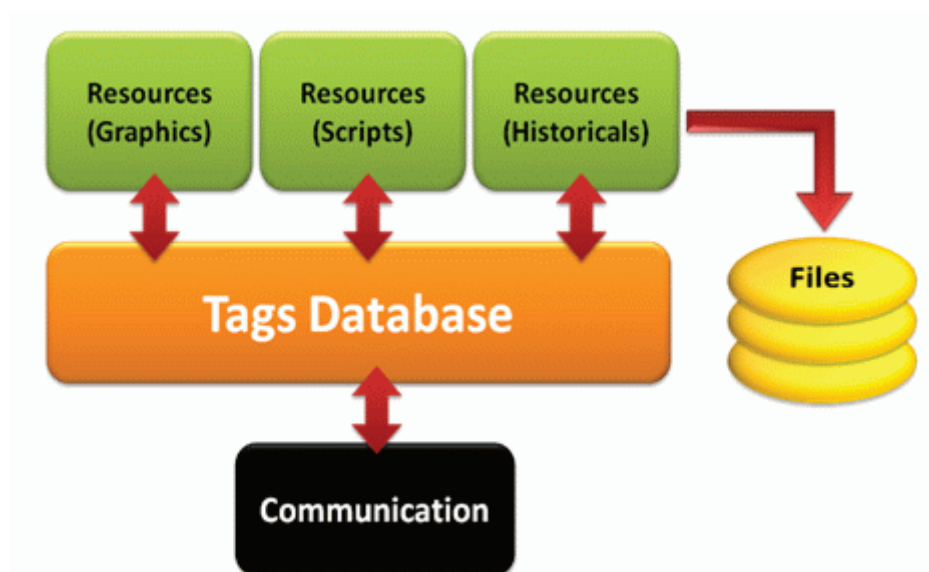 Resources
(Graphics)
Resources
(Scripts)
Resources
(Historicals)
Files
Tags Database
Communication